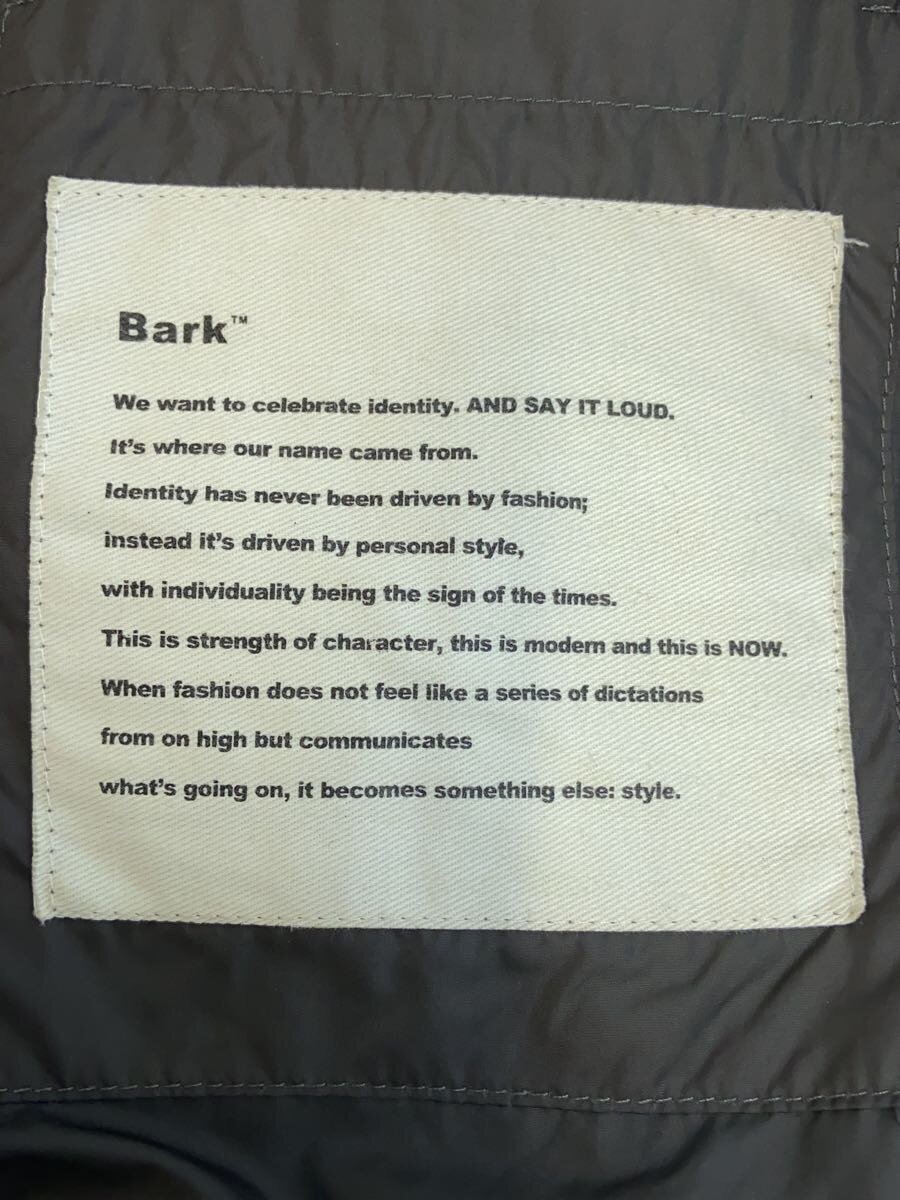 Bark™
We want to celebrate identity. AND SAY IT LOUD.
It's where our name came from.
Identity has never been driven by fashion;
instead it's driven by personal style,
with individuality being the sign of the times.
This is strength of character, this is modern and this is NOW.
When fashion does not feel like a series of dictations
from on high but communicates
what's going on, it becomes something else: style.